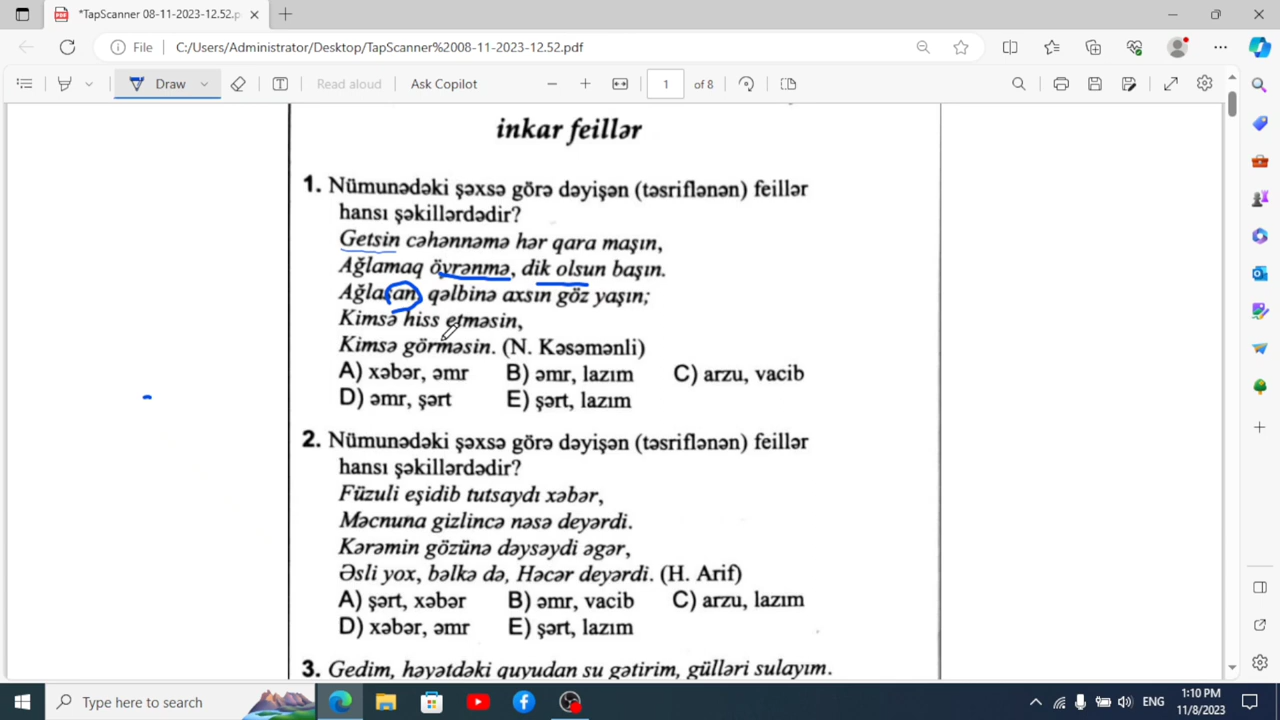 *TapScanner 08-11-2023-12.52.p
File
C:/Users/Administrator/Desktop/TapScanner%2008-11-2023-12.52.pdf
Draw
Read aloud
Ask Copilot
1
of 8
inkar feillər
1. Nümunədəki şəxsə görə dəyişən (təsriflənən) feillər
hansı şəkillərdədir?
Getsin cəhənnəmə hər qara maşın,
Ağlamaq övrənmə, dik olsun başın.
Ağlasan, qəlbinə axsın göz yaşın;
Kimsə hiss etməsin,
Kimsə görməsin. (N. Kəsəmənli)
A) xəbər, əmr B) əmr, lazım C) arzu, vacib
D) əmr, şərt E) şərt, lazım
2. Nümunədəki şəxsə görə dəyişən (təsriflənən) feillər
hansı şəkillərdədir?
Füzuli eşidib tutsaydı xəbər,
Məcnuna gizlincə nəsə deyərdi.
Kərəmin gözünə dəysəydi əgər,
Əsli yox, bəlkə də, Həcər deyərdi. (H. Arif)
A) şərt, xəbər B) əmr, vacib C) arzu, lazım
D) xəbər, əmr E) şərt, lazım
3. Gedim, həyətdəki quyudan su gətirim, gülləri sulayım.
Type here to search
ENG
1:10 PM
11/8/2023